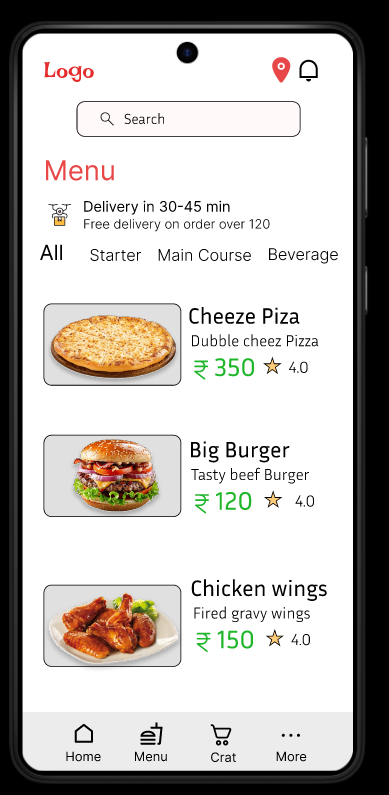 Logo
Search
Menu
Delivery in 30-45 min
Free delivery on order over 120
All Starter Main Course Beverage
Cheeze Piza
Dubble cheez Pizza
₹ 350 4.0
Big Burger
Tasty beef Burger
₹ 120 4.0
Chicken wings
Fired gravy wings
₹ 150 4.0
Home Menu Crat More